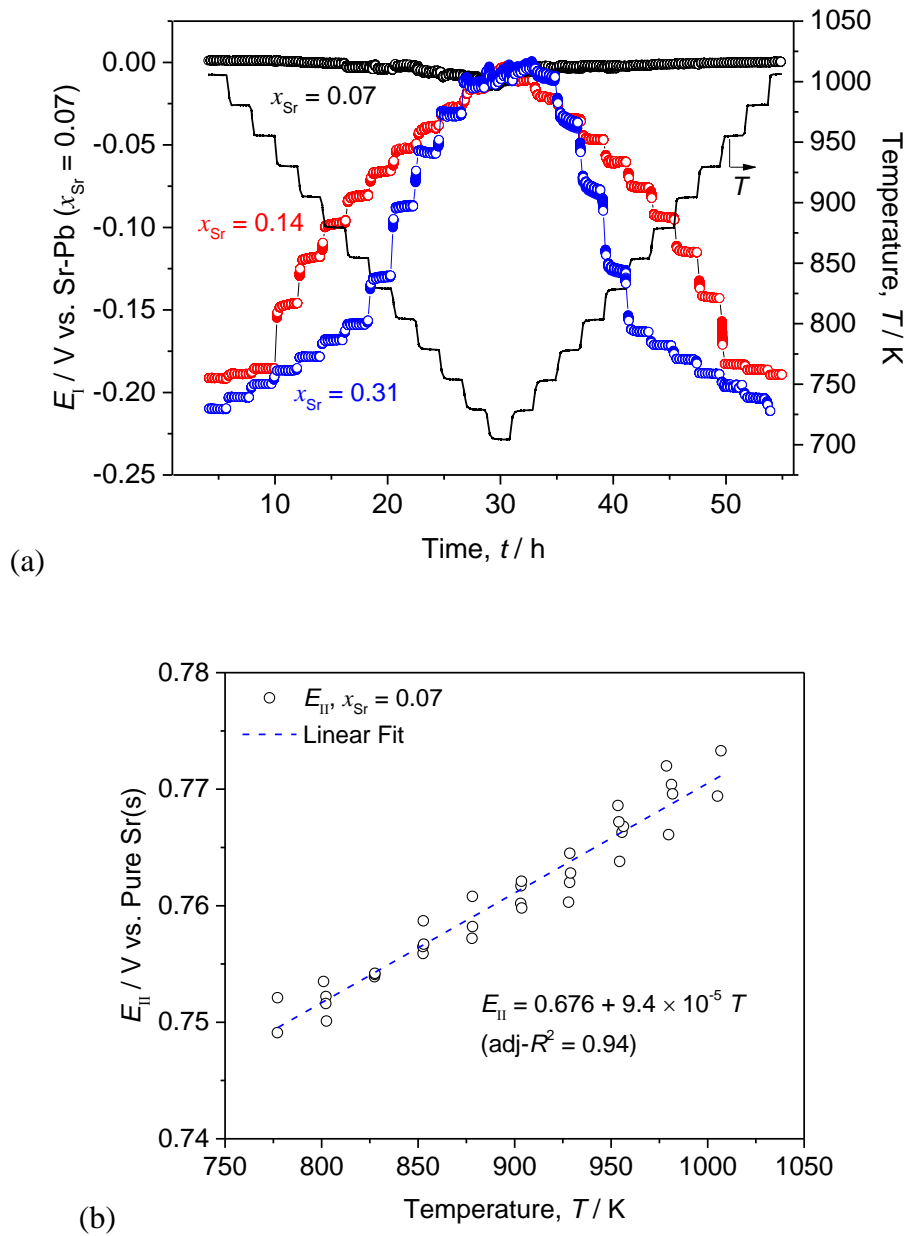 1050
1000
950
900
850
800
750
700
Temperature, T / K
0.00
-0.05
-0.10
-0.15
-0.20
-0.25
E_I / V vs. Sr-Pb (x_Sr = 0.07)
x_Sr = 0.07
x_Sr = 0.14
x_Sr = 0.31
T
10 20 30 40 50
Time, t / h
(a)
0.78
0.77
0.76
0.75
0.74
E_II / V vs. Pure Sr(s)
E_II, x_Sr = 0.07
Linear Fit
E_II = 0.676 + 9.4 × 10^-5 T
(adj-R² = 0.94)
750 800 850 900 950 1000 1050
Temperature, T / K
(b)